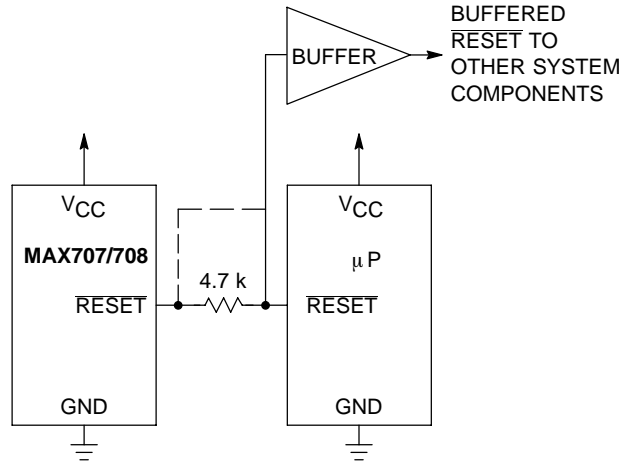 BUFFER
BUFFERED
RESET TO
OTHER SYSTEM
COMPONENTS
VCC
MAX707/708
RESET
GND
4.7 k
VCC
μP
RESET
GND